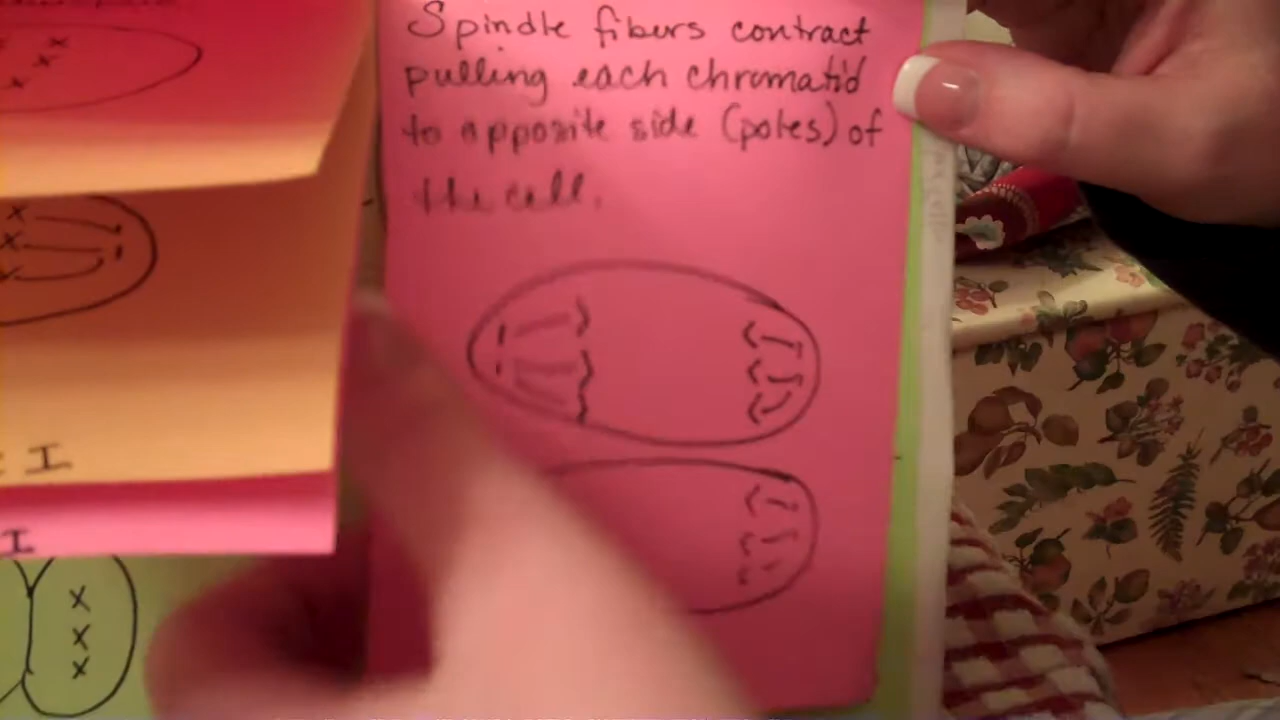 Spindle fibers contract
pulling each chromatid
to opposite side (poles) of
the cell.
I
I